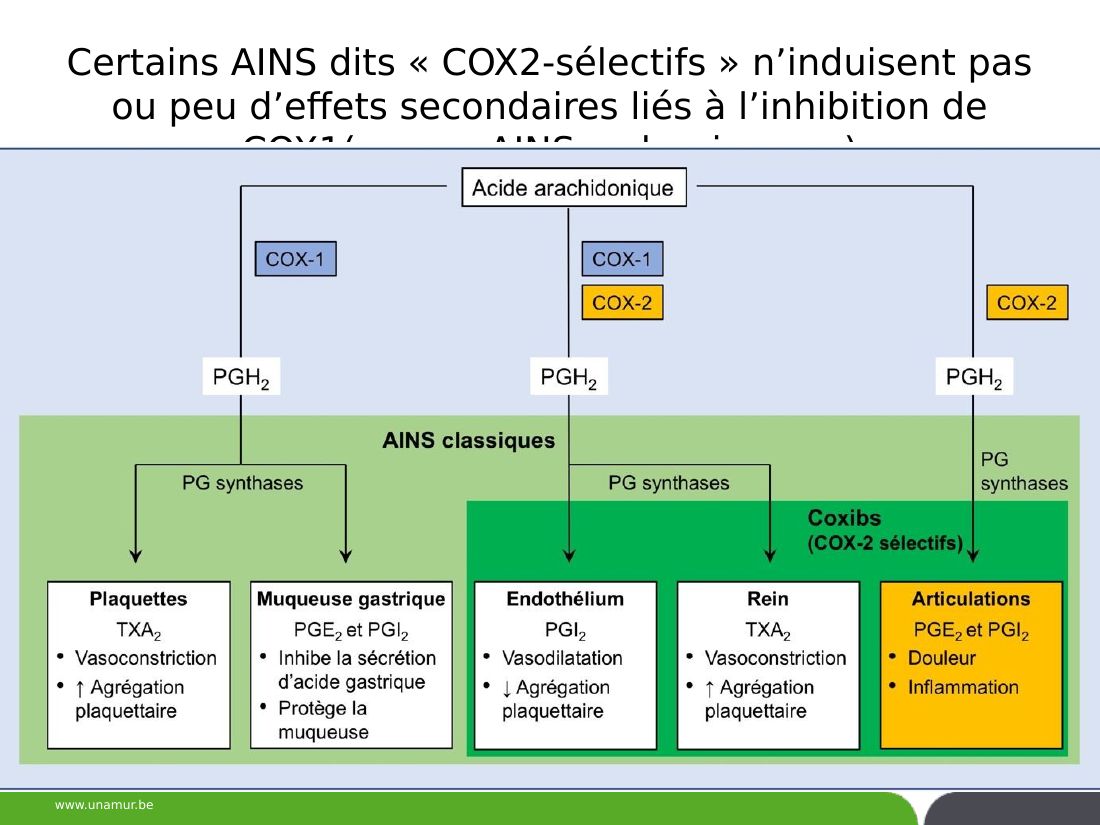 Certains AINS dits « COX2-sélectifs » n’induisent pas
ou peu d’effets secondaires liés à l’inhibition de
Acide arachidonique
COX-1
COX-1
COX-2
COX-2
PGH2
PGH2
PGH2
AINS classiques
PG synthases
PG synthases
PG
synthases
Coxibs
(COX-2 sélectifs)
Plaquettes
TXA2
• Vasoconstriction
• ↑ Agrégation
plaquettaire
Muqueuse gastrique
PGE2 et PGI2
• Inhibe la sécrétion
d’acide gastrique
• Protège la
muqueuse
Endothélium
PGI2
• Vasodilatation
• ↓ Agrégation
plaquettaire
Rein
TXA2
• Vasoconstriction
• ↑ Agrégation
plaquettaire
Articulations
PGE2 et PGI2
• Douleur
• Inflammation
www.unamur.be